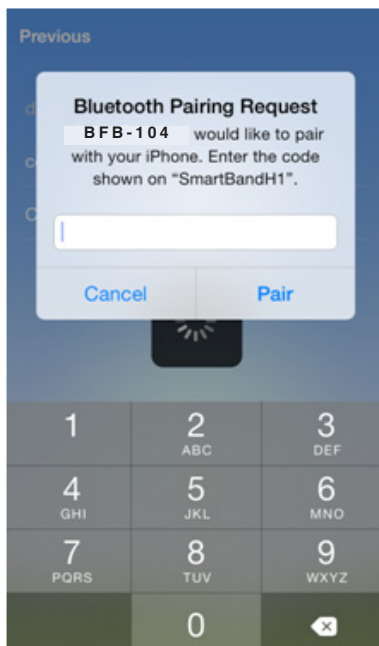 Previous
d
c
C
Bluetooth Pairing Request
BFB-104 would like to pair
with your iPhone. Enter the code
shown on “SmartBandH1”.
Cancel Pair
1 2 3
ABC DEF
4 5 6
GHI JKL MNO
7 8 9
PQRS TUV WXYZ
0